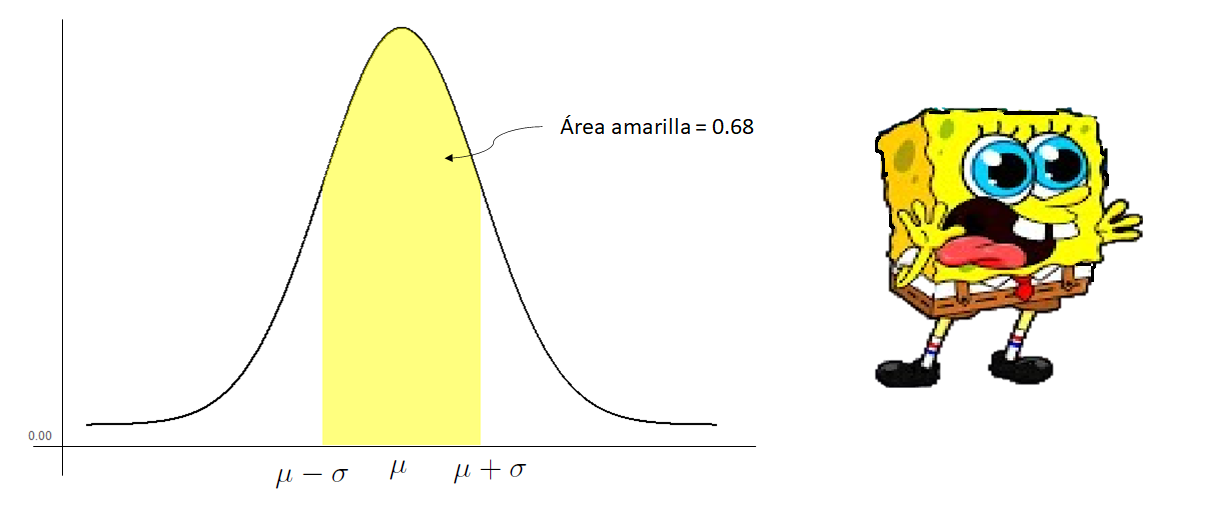 Área amarilla = 0.68
0.00
μ − σ
μ
μ + σ